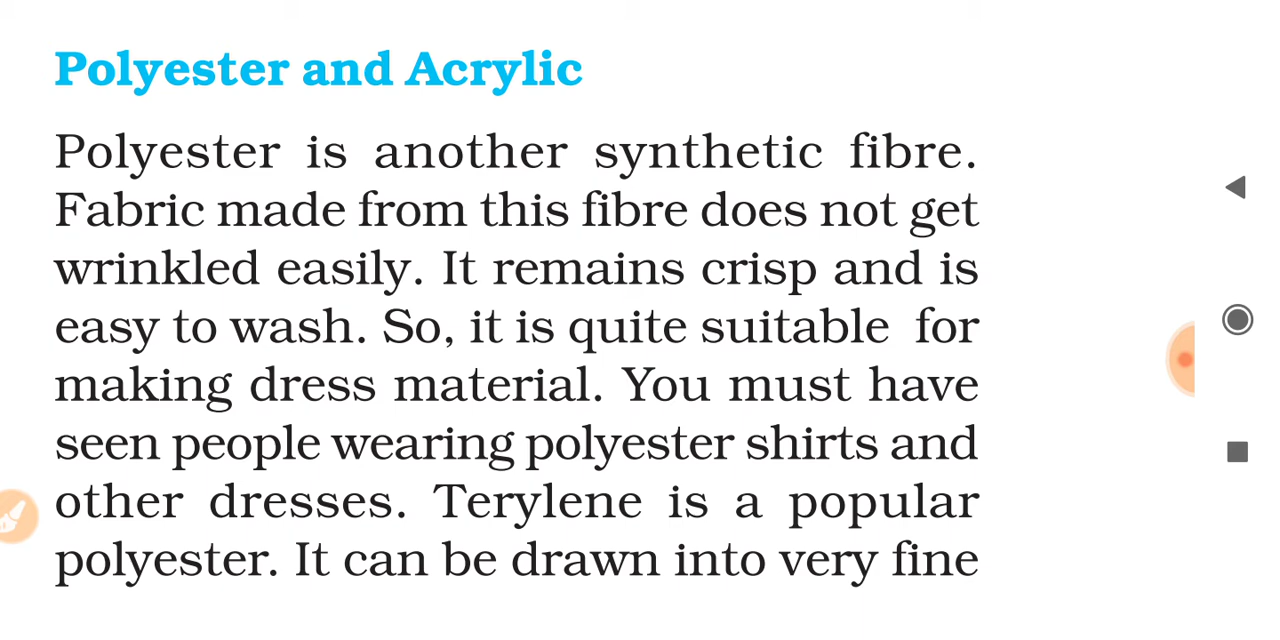 Polyester and Acrylic
Polyester is another synthetic fibre.
Fabric made from this fibre does not get
wrinkled easily. It remains crisp and is
easy to wash. So, it is quite suitable for
making dress material. You must have
seen people wearing polyester shirts and
other dresses. Terylene is a popular
polyester. It can be drawn into very fine